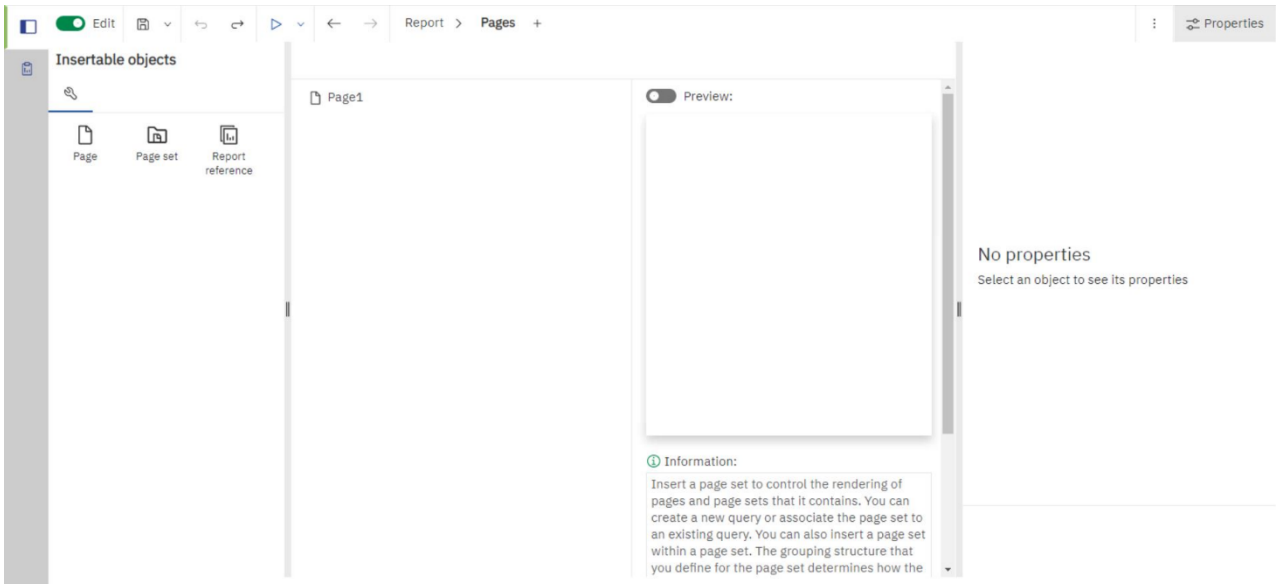 Edit
Report > Pages +
Properties
Insertable objects
Page
Page set
Report
reference
Page1
Preview:
Information:
Insert a page set to control the rendering of
pages and page sets that it contains. You can
create a new query or associate the page set to
an existing query. You can also insert a page set
within a page set. The grouping structure that
you define for the page set determines how the
No properties
Select an object to see its properties